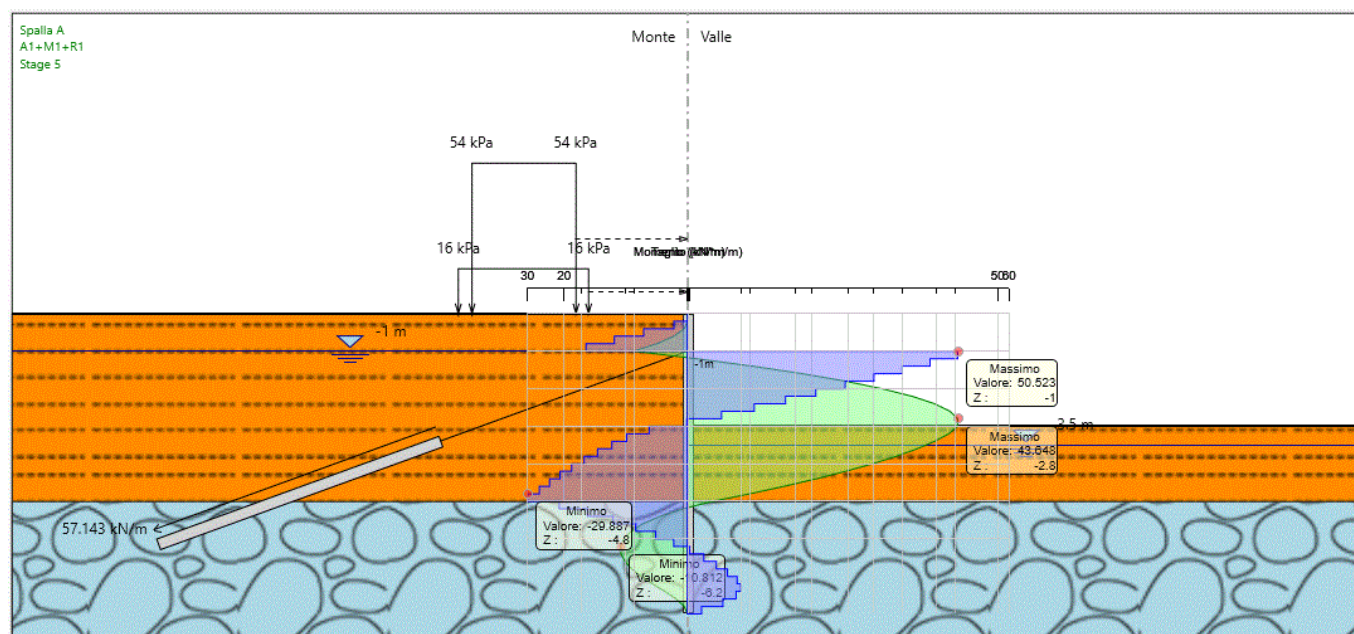 Spalla A
A1+M1+R1
Stage 5
Monte
Valle
54 kPa
54 kPa
16 kPa
16 kPa
30
20
-1 m
-1m
Massimo
Valore: 50.523
Z : -1
Massimo
Valore: 43.648
Z : -2.8
57.143 kN/m
Minimo
Valore: -29.887
Z : -4.8
Minimo
Valore: -10.812
Z : -6.2